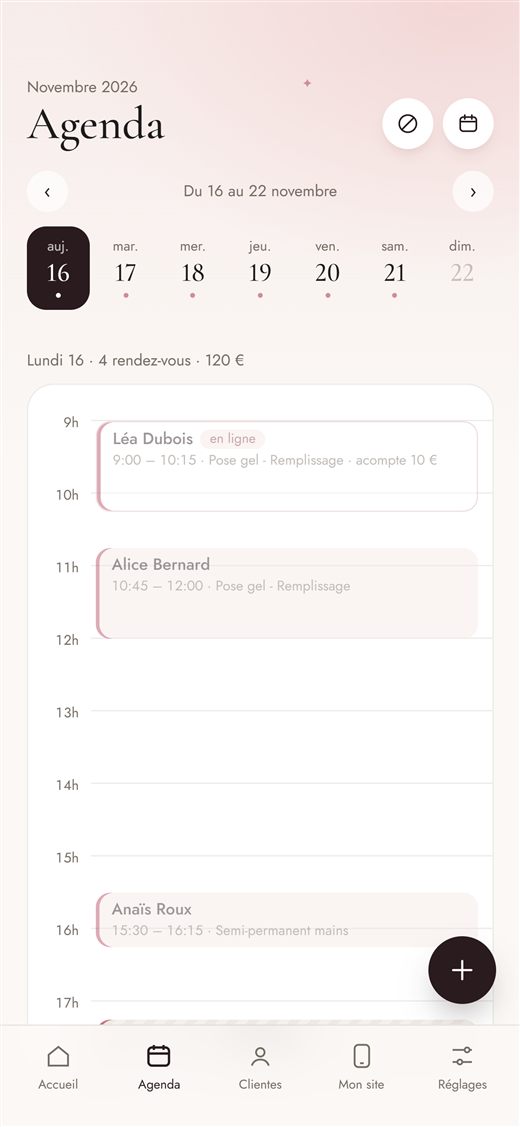 Novembre 2026
Agenda
‹ Du 16 au 22 novembre ›
auj. mar. mer. jeu. ven. sam. dim.
16 17 18 19 20 21 22
Lundi 16 · 4 rendez-vous · 120 €
9h
Léa Dubois en ligne
9:00 – 10:15 · Pose gel - Remplissage · acompte 10 €
10h
11h
Alice Bernard
10:45 – 12:00 · Pose gel - Remplissage
12h
13h
14h
15h
Anaïs Roux
16h
15:30 – 16:15 · Semi-permanent mains
17h
Accueil Agenda Clientes Mon site Réglages